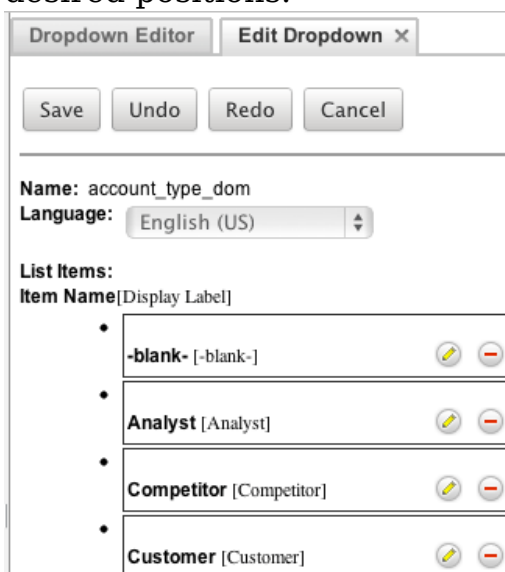 desired positions.
Dropdown Editor Edit Dropdown ×
Save Undo Redo Cancel
Name: account_type_dom
Language: English (US)
List Items:
Item Name[Display Label]
-blank- [-blank-]
Analyst [Analyst]
Competitor [Competitor]
Customer [Customer]